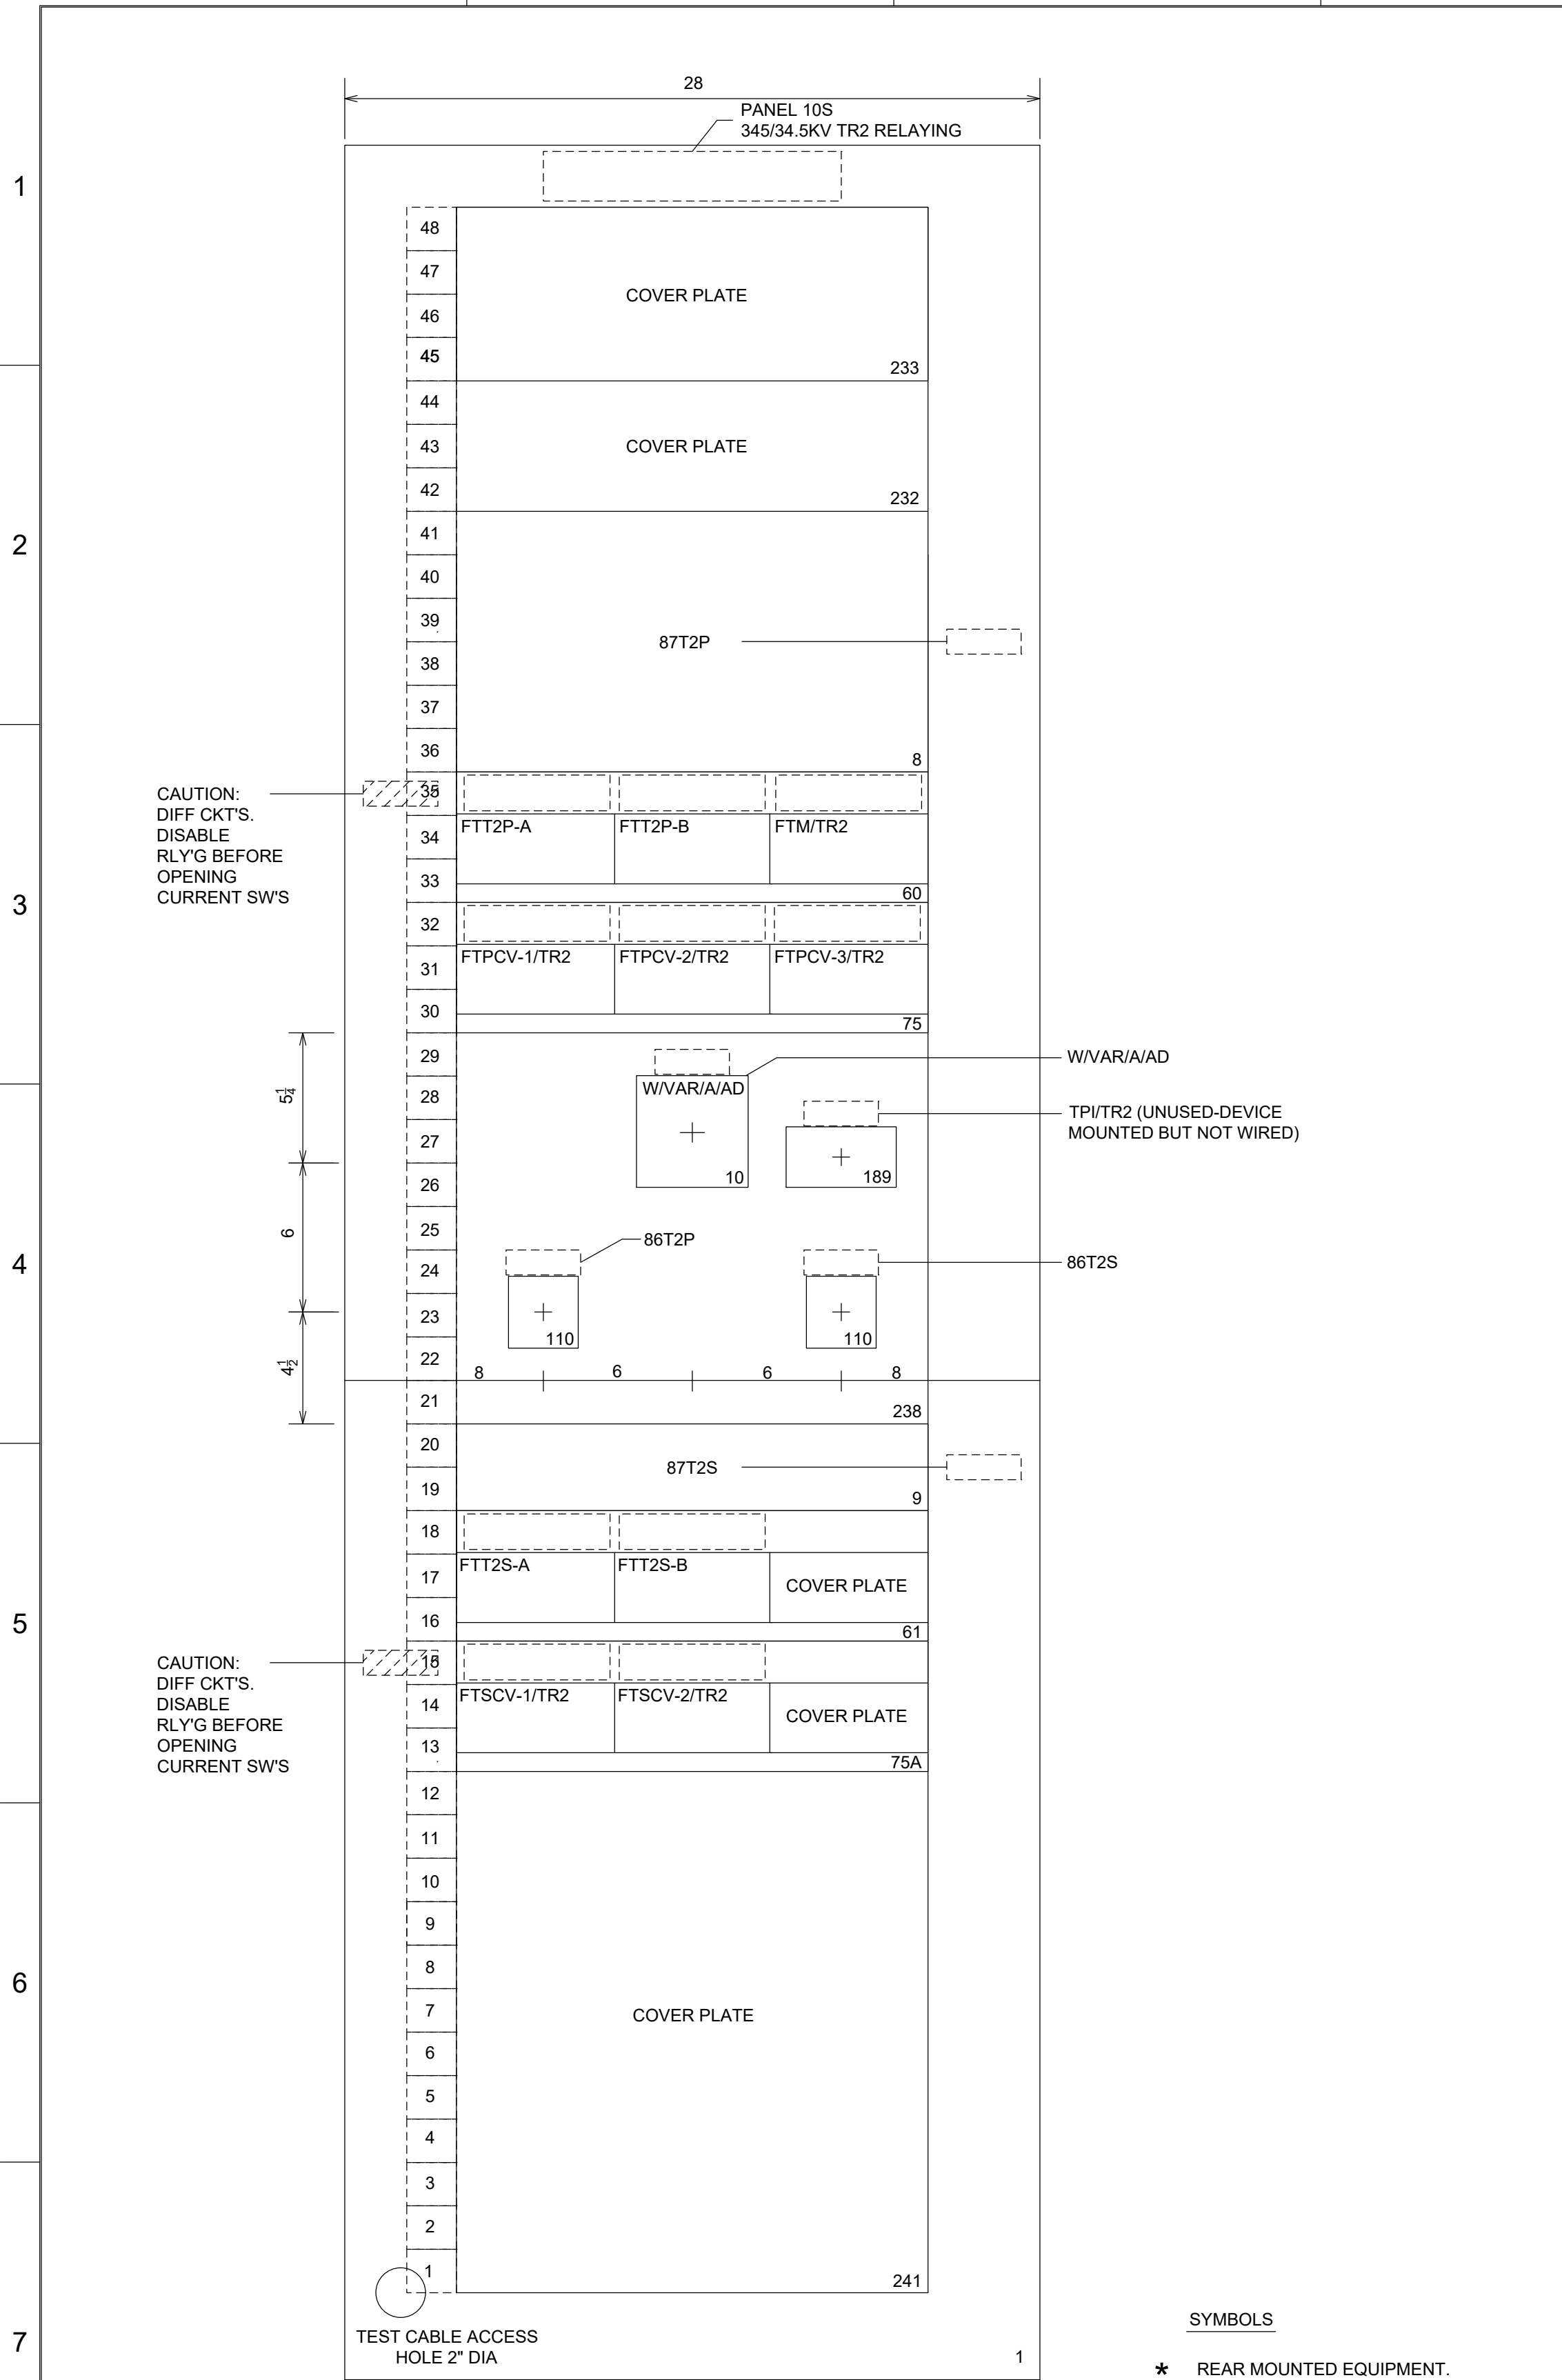 28
PANEL 10S
345/34.5KV TR2 RELAYING
1
48
47
COVER PLATE
46
45
233
44
43
COVER PLATE
42
232
2
41
40
39
87T2P
38
37
36
8
CAUTION:
DIFF CKT'S.
DISABLE
RLY'G BEFORE
OPENING
CURRENT SW'S
35
FTT2P-A
FTT2P-B
FTM/TR2
34
33
60
3
32
FTPCV-1/TR2
FTPCV-2/TR2
FTPCV-3/TR2
31
30
75
29
W/VAR/A/AD
5 1/4
28
W/VAR/A/AD
TPI/TR2 (UNUSED-DEVICE
MOUNTED BUT NOT WIRED)
27
10
189
26
6
25
86T2P
4
24
86T2S
23
110
110
4 1/2
22
8
6
6
8
21
238
20
87T2S
19
9
18
FTT2S-A
FTT2S-B
17
COVER PLATE
16
5
61
CAUTION:
DIFF CKT'S.
DISABLE
RLY'G BEFORE
OPENING
CURRENT SW'S
15
FTSCV-1/TR2
FTSCV-2/TR2
14
COVER PLATE
13
75A
12
11
10
9
8
6
7
COVER PLATE
6
5
4
3
2
1
241
7
TEST CABLE ACCESS
HOLE 2" DIA
1
SYMBOLS
* REAR MOUNTED EQUIPMENT.